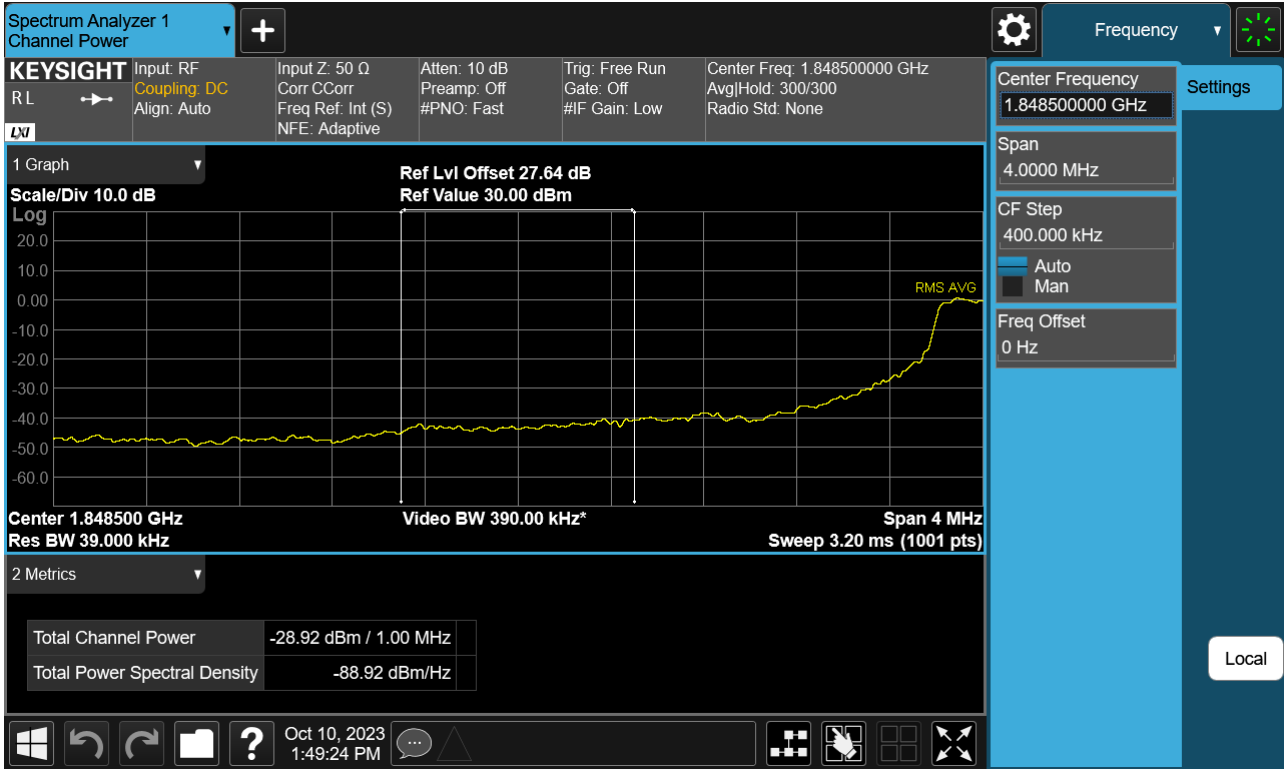 Spectrum Analyzer 1
Channel Power
Frequency
KEYSIGHT
R L
LXI
Input: RF
Coupling: DC
Align: Auto
Input Z: 50 Ω
Corr CCorr
Freq Ref: Int (S)
NFE: Adaptive
Atten: 10 dB
Preamp: Off
#PNO: Fast
Trig: Free Run
Gate: Off
#IF Gain: Low
Center Freq: 1.848500000 GHz
Avg|Hold: 300/300
Radio Std: None
Center Frequency
1.848500000 GHz
Settings
Span
4.0000 MHz
CF Step
400.000 kHz
Auto
Man
Freq Offset
0 Hz
Local
1 Graph
Scale/Div 10.0 dB
Ref Lvl Offset 27.64 dB
Ref Value 30.00 dBm
Log
20.0
10.0
0.00
-10.0
-20.0
-30.0
-40.0
-50.0
-60.0
RMS AVG
Center 1.848500 GHz
Video BW 390.00 kHz*
Span 4 MHz
Res BW 39.000 kHz
Sweep 3.20 ms (1001 pts)
2 Metrics
Total Channel Power -28.92 dBm / 1.00 MHz
Total Power Spectral Density -88.92 dBm/Hz
Oct 10, 2023
1:49:24 PM